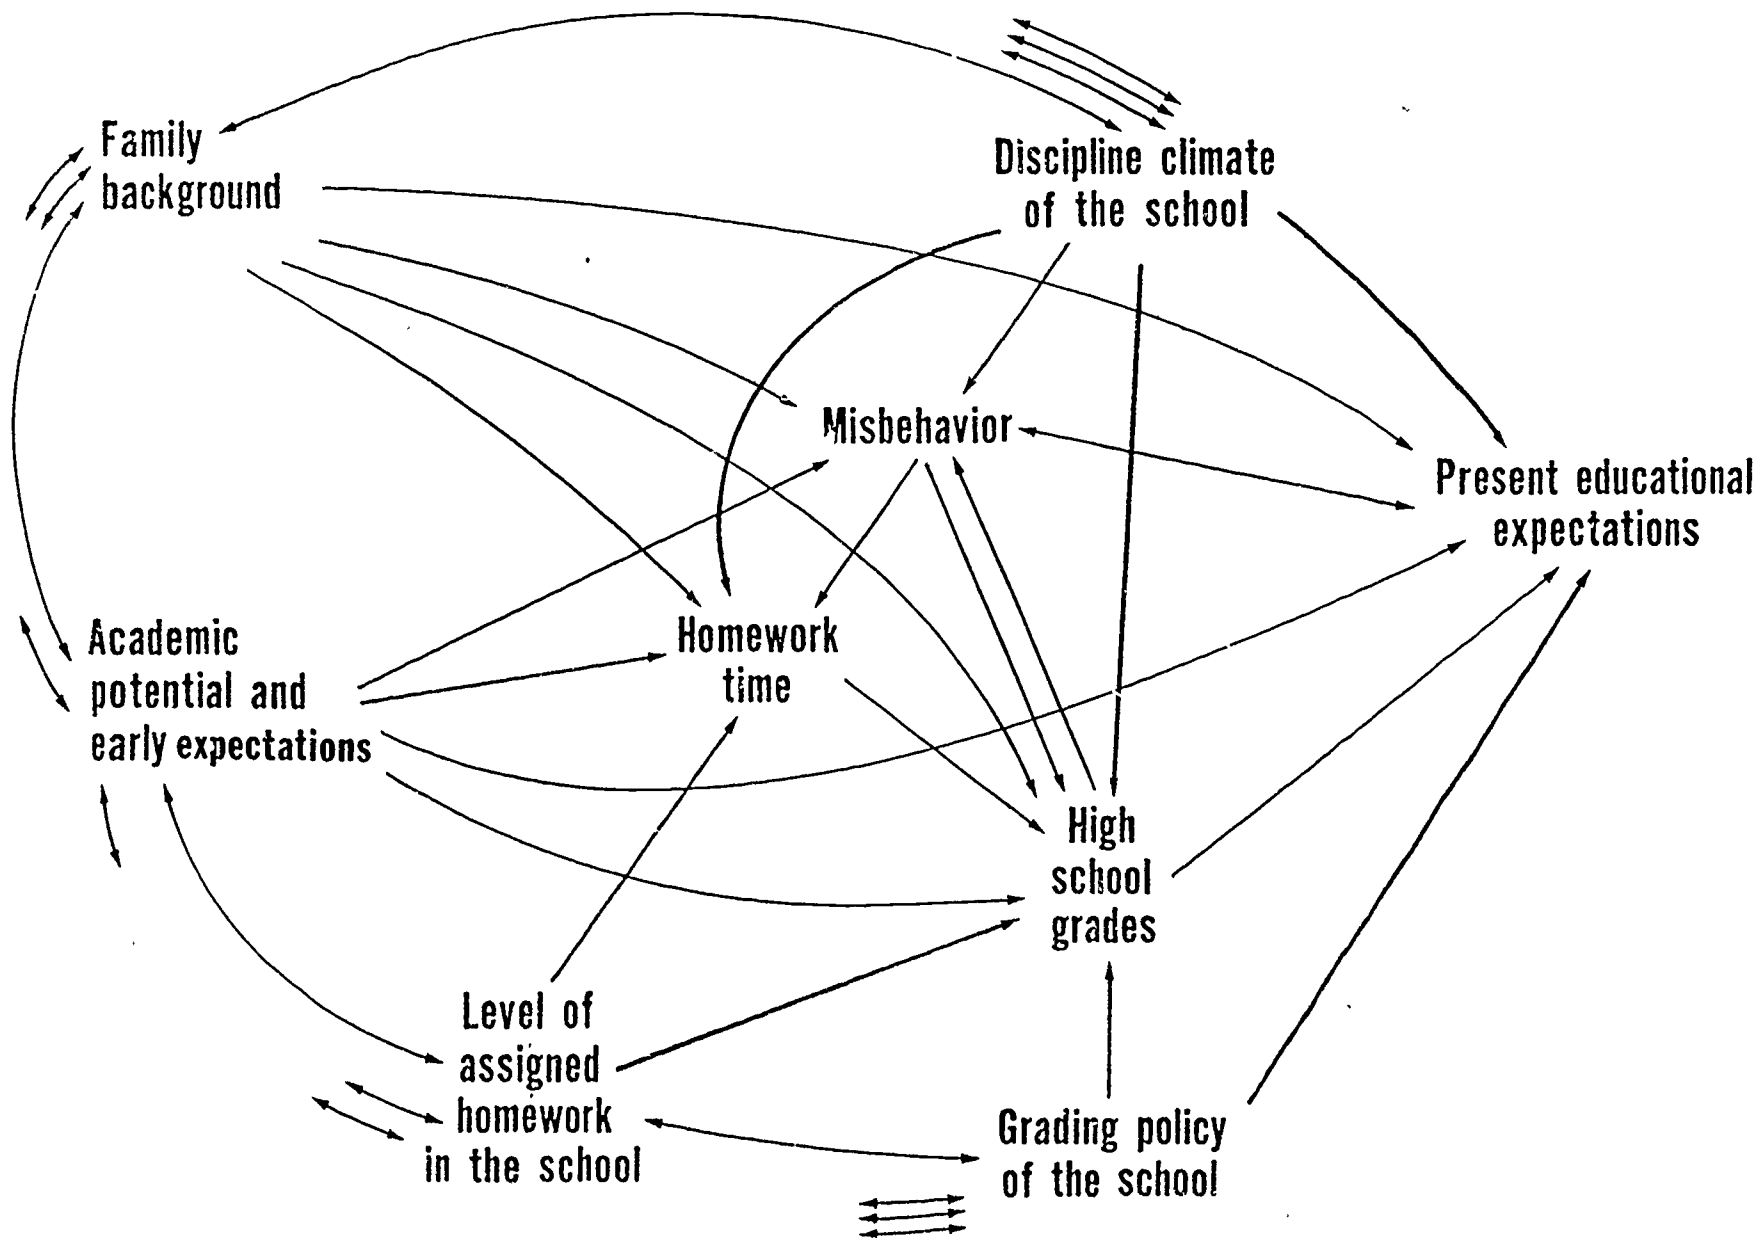 Family
background
Discipline climate
of the school
Misbehavior
Present educational
expectations
Academic
potential and
early expectations
Homework
time
High
school
grades
Level of
assigned
homework
in the school
Grading policy
of the school